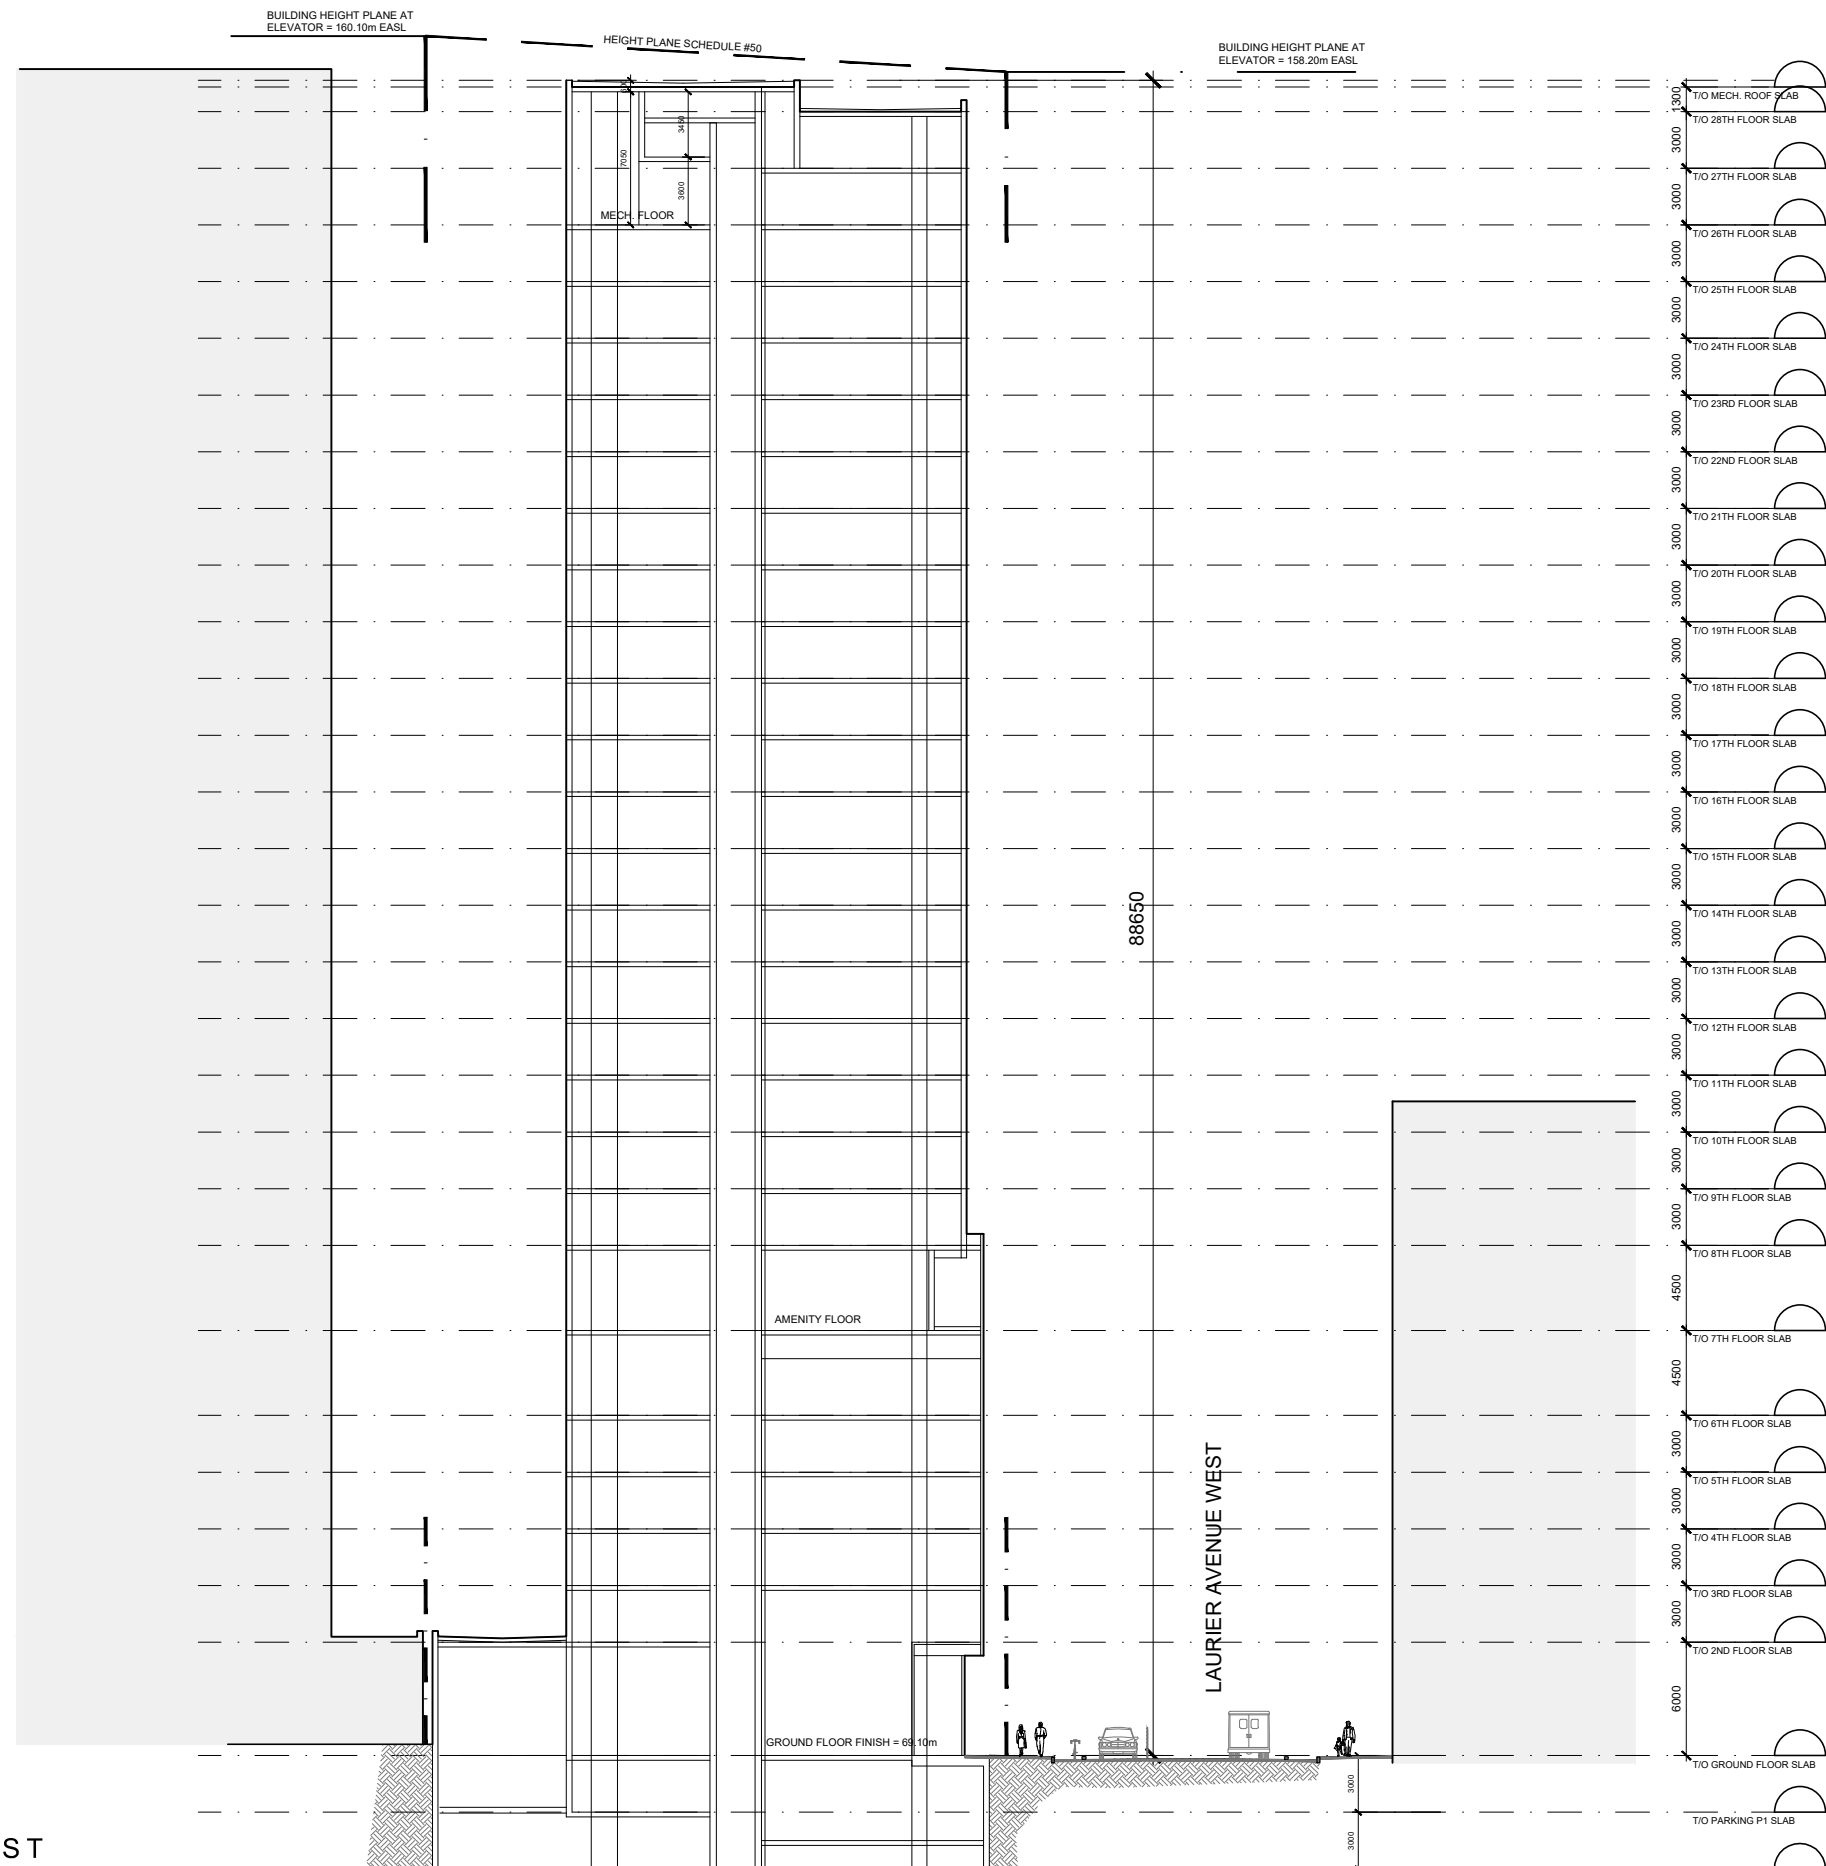 BUILDING HEIGHT PLANE AT
ELEVATOR = 160.10m EASL
HEIGHT PLANE SCHEDULE #50
BUILDING HEIGHT PLANE AT
ELEVATOR = 158.20m EASL
T/O MECH. ROOF SLAB
1300
T/O 28TH FLOOR SLAB
3450
3000
7050
T/O 27TH FLOOR SLAB
3600
3000
MECH. FLOOR
T/O 26TH FLOOR SLAB
3000
T/O 25TH FLOOR SLAB
3000
T/O 24TH FLOOR SLAB
3000
T/O 23RD FLOOR SLAB
3000
T/O 22ND FLOOR SLAB
3000
T/O 21TH FLOOR SLAB
3000
T/O 20TH FLOOR SLAB
3000
T/O 19TH FLOOR SLAB
3000
T/O 18TH FLOOR SLAB
3000
T/O 17TH FLOOR SLAB
3000
T/O 16TH FLOOR SLAB
3000
T/O 15TH FLOOR SLAB
3000
88650
T/O 14TH FLOOR SLAB
3000
T/O 13TH FLOOR SLAB
3000
T/O 12TH FLOOR SLAB
3000
T/O 11TH FLOOR SLAB
3000
T/O 10TH FLOOR SLAB
3000
T/O 9TH FLOOR SLAB
3000
T/O 8TH FLOOR SLAB
4500
AMENITY FLOOR
T/O 7TH FLOOR SLAB
4500
T/O 6TH FLOOR SLAB
3000
T/O 5TH FLOOR SLAB
3000
T/O 4TH FLOOR SLAB
3000
LAURIER AVENUE WEST
T/O 3RD FLOOR SLAB
3000
T/O 2ND FLOOR SLAB
6000
GROUND FLOOR FINISH = 69.10m
T/O GROUND FLOOR SLAB
3000
T/O PARKING P1 SLAB
3000
ST